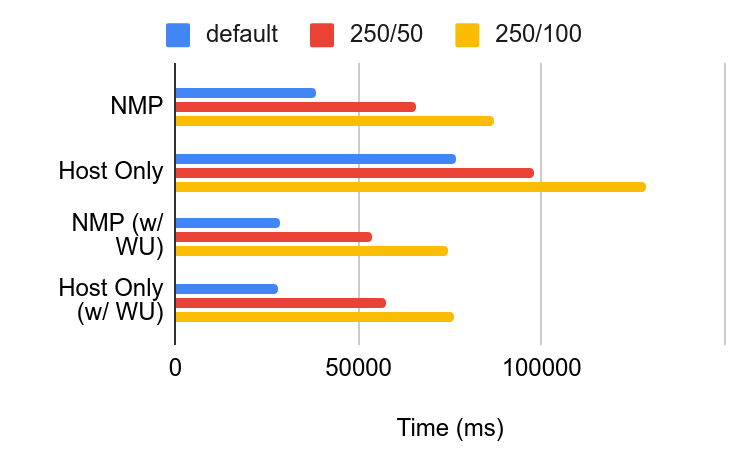 default 250/50 250/100
NMP
Host Only
NMP (w/
WU)
Host Only
(w/ WU)
0 50000 100000
Time (ms)